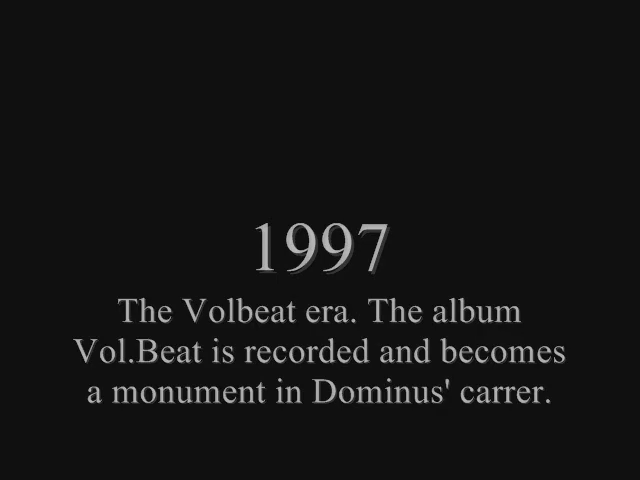 1997
The Volbeat era. The album
Vol.Beat is recorded and becomes
a monument in Dominus' carrer.